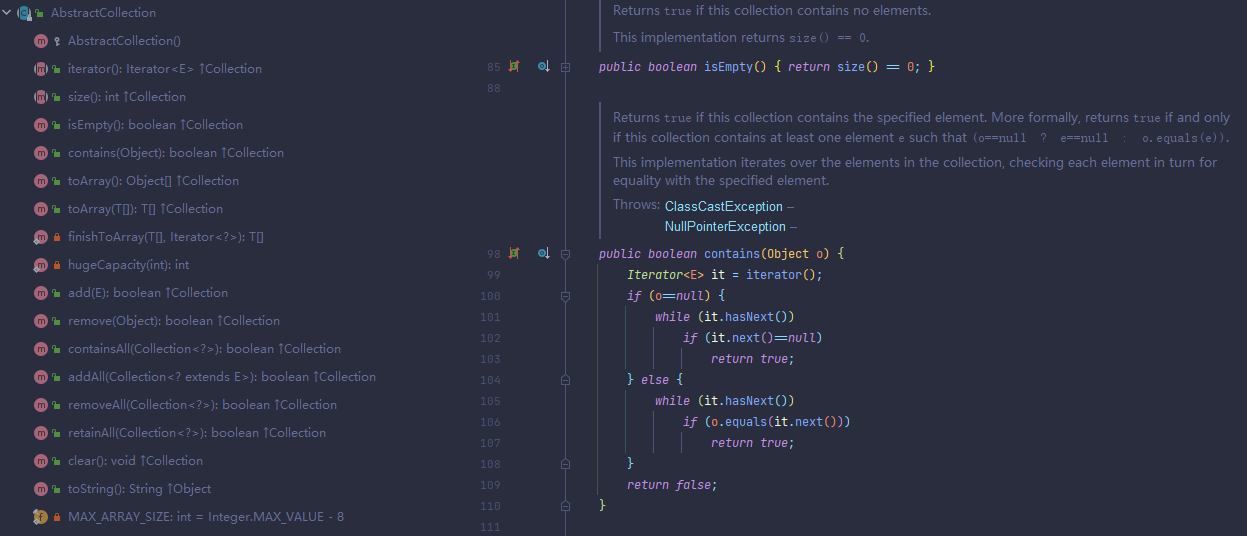 AbstractCollection
AbstractCollection()
iterator(): Iterator<E> ↑Collection
size(): int ↑Collection
isEmpty(): boolean ↑Collection
contains(Object): boolean ↑Collection
toArray(): Object[] ↑Collection
toArray(T[]): T[] ↑Collection
finishToArray(T[], Iterator<?>): T[]
hugeCapacity(int): int
add(E): boolean ↑Collection
remove(Object): boolean ↑Collection
containsAll(Collection<?>): boolean ↑Collection
addAll(Collection<? extends E>): boolean ↑Collection
removeAll(Collection<?>): boolean ↑Collection
retainAll(Collection<?>): boolean ↑Collection
clear(): void ↑Collection
toString(): String ↑Object
MAX_ARRAY_SIZE: int = Integer.MAX_VALUE - 8
Returns true if this collection contains no elements.
This implementation returns size() == 0.
85 public boolean isEmpty() { return size() == 0; }
88
Returns true if this collection contains the specified element. More formally, returns true if and only
if this collection contains at least one element e such that (o==null ? e==null : o.equals(e)).
This implementation iterates over the elements in the collection, checking each element in turn for
equality with the specified element.
Throws: ClassCastException –
NullPointerException –
98 public boolean contains(Object o) {
99 Iterator<E> it = iterator();
100 if (o==null) {
101 while (it.hasNext())
102 if (it.next()==null)
103 return true;
104 } else {
105 while (it.hasNext())
106 if (o.equals(it.next()))
107 return true;
108 }
109 return false;
110 }
111